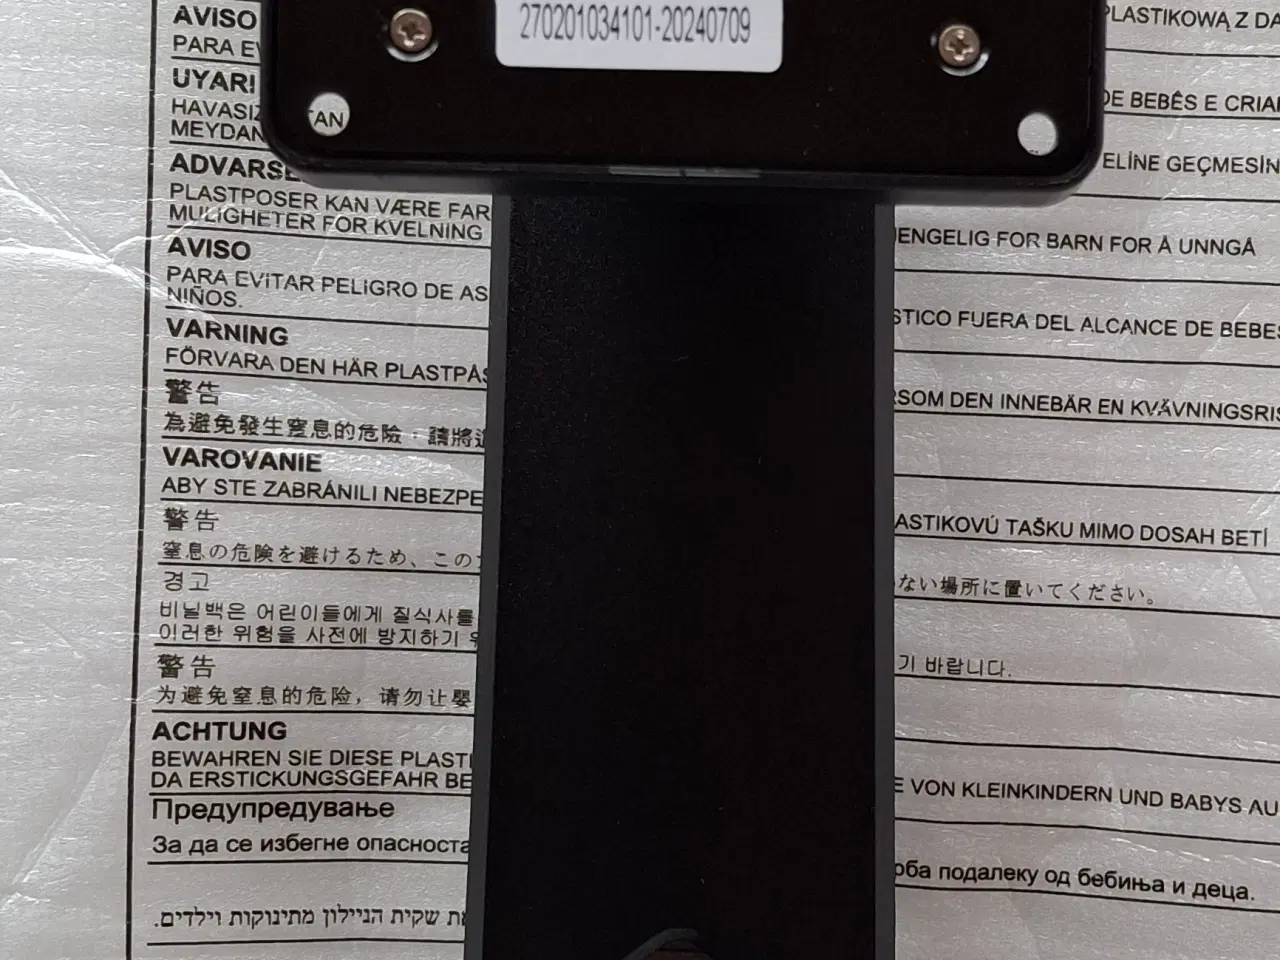 270201034101-20240709
AVISO
PLASTIKOWĄ Z
PARA
UYAR!
DE BEBÊS E
MEYDAN
ELİNE
ADVARSE
PLASTPOSER KAN VÆRE FAR
MULIGHETER FOR KVELNING
JENGELIG FOR BARN FOR Å UNNGÅ
AVISO
PARA EVITAR PELIGRO DE AS
NIÑOS.
STICO FUERA DEL ALCANCE DE BEBES
VARNING
FÖRVARA DEN HÄR PLASTPÅS
RSOM DEN INNEBÄR EN KVÄVNINGSRIS
警告
為避免發生窒息的危險，請將這
VAROVANIE
ABY STE ZABRÁNILI NEBEZPE
ASTIKOVÚ TAŠKU MIMO DOSAH BETÍ
警告
窒息の危険を避けるため、この
ない場所に置いてください。
경고
비닐백은 어린이들에게 질식사를
이러한 위험을 사전에 방지하기
기 바랍니다.
警告
为避免窒息的危险，请勿让婴
ACHTUNG
BEWAHREN SIE DIESE PLASTI
DA ERSTICKUNGSGEFAHR BE
E VON KLEINKINDERN UND BABYS AU
Предупредување
За да се избегне опасноста
рба подалеку од бебиња и деца.
את שקית הניילון מתינוקות וילדים.